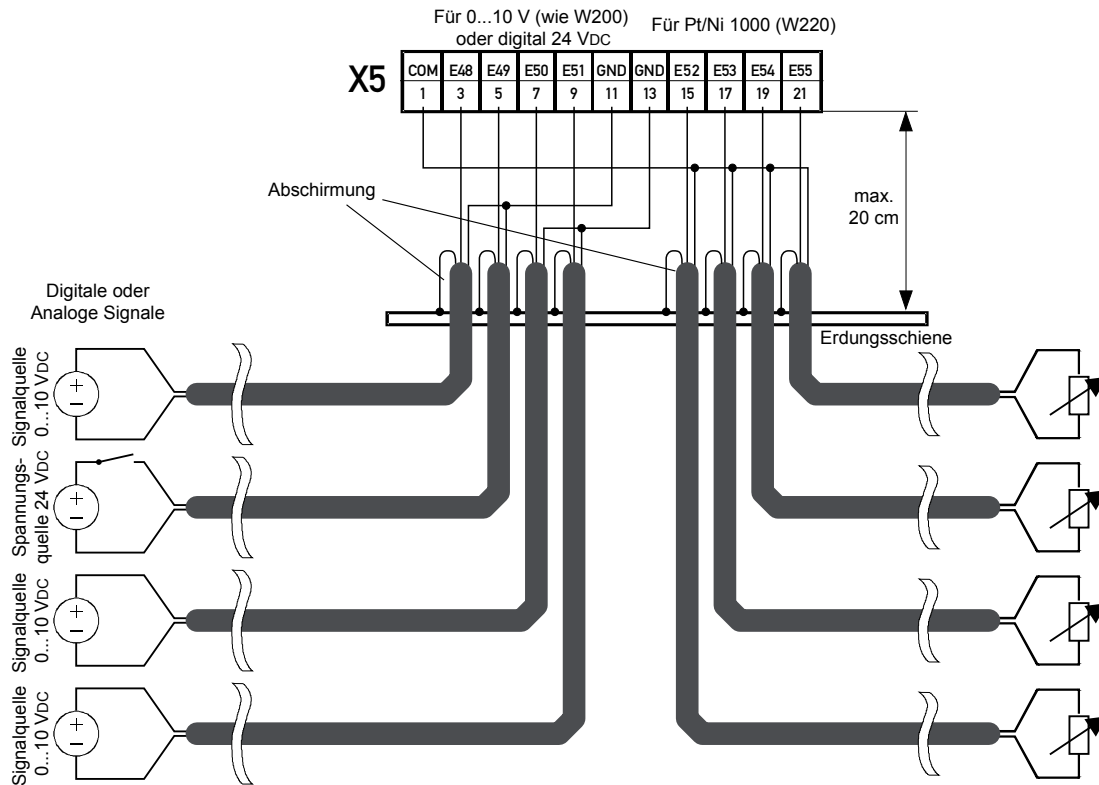 Für 0...10 V (wie W200)
oder digital 24 VDC
Für Pt/Ni 1000 (W220)
X5
COM E48 E49 E50 E51 GND GND E52 E53 E54 E55
1 3 5 7 9 11 13 15 17 19 21
Abschirmung
max.
20 cm
Digitale oder
Analoge Signale
Erdungsschiene
Signalquelle
0...10 VDC
Spannungs-
quelle 24 VDC
Signalquelle
0...10 VDC
Signalquelle
0...10 VDC